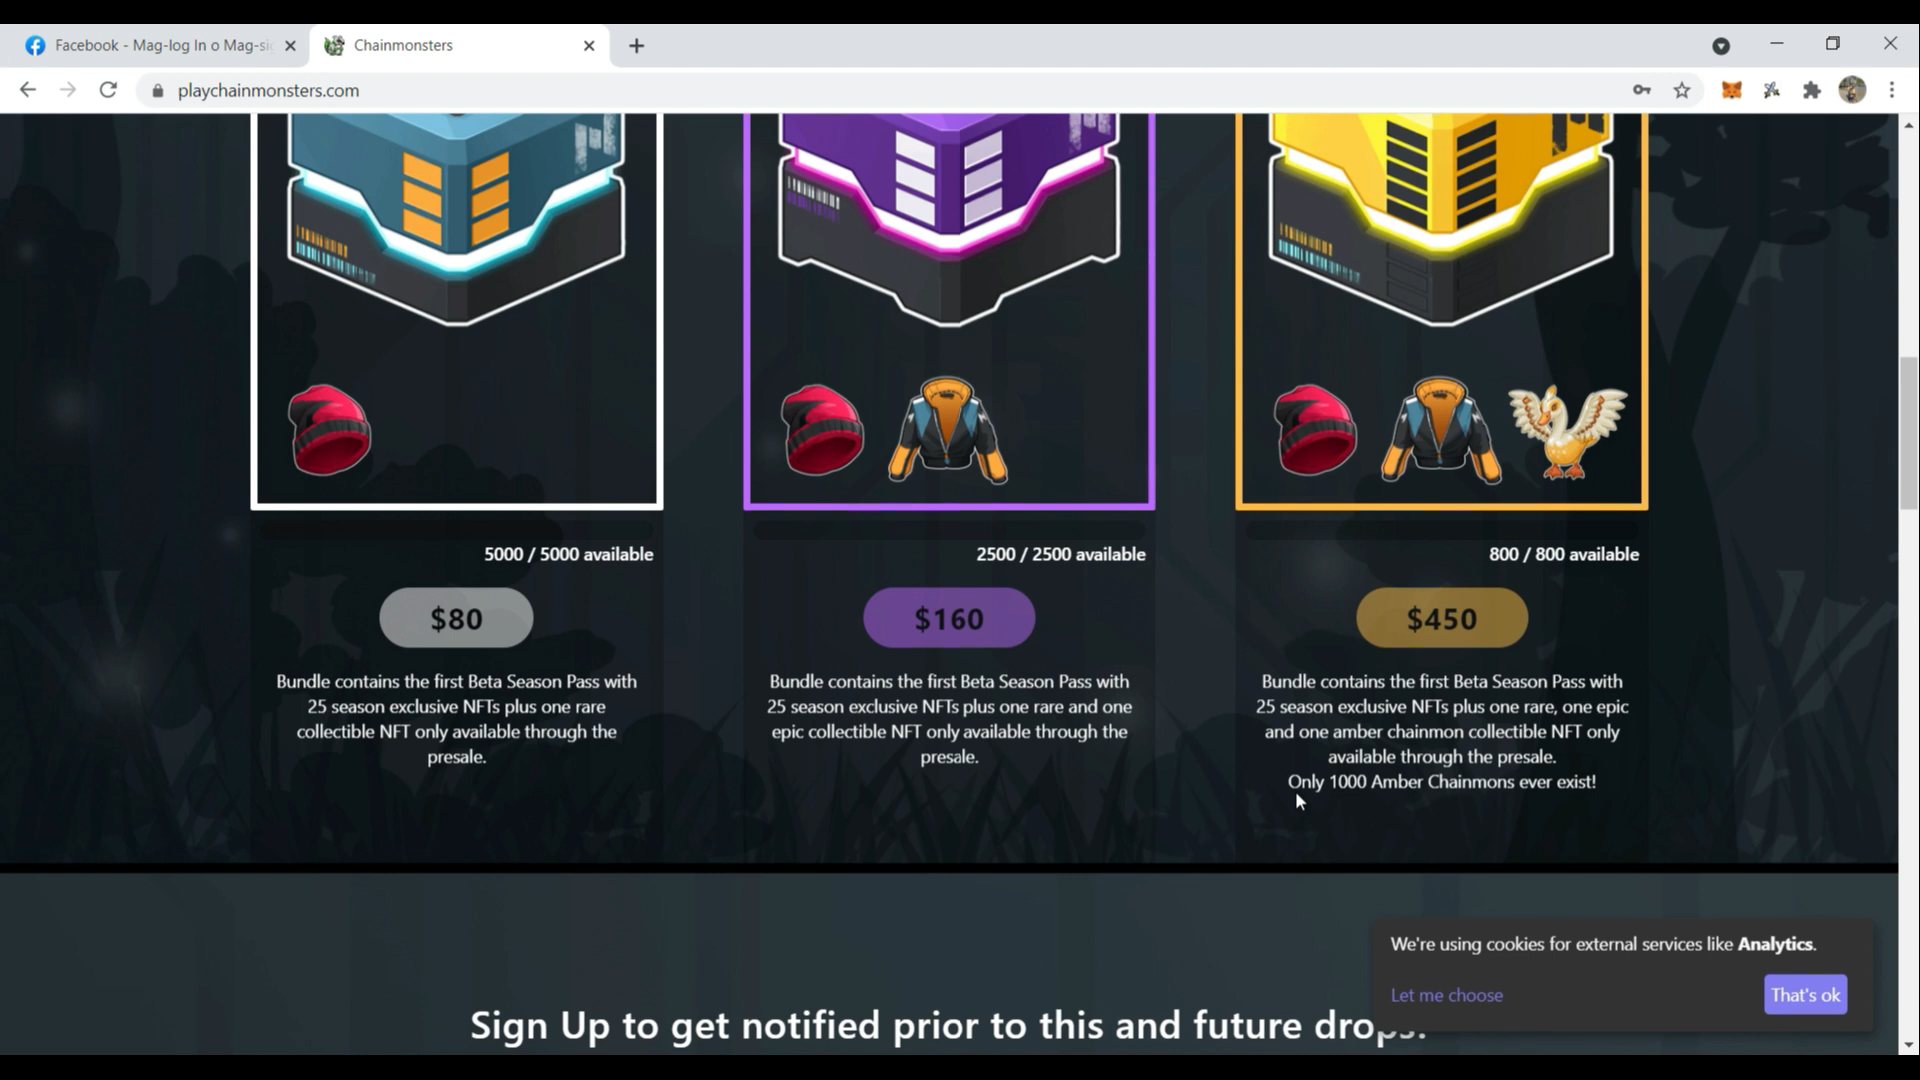 Facebook - Mag-log In o Mag-si
Chainmonsters
playchainmonsters.com
5000 / 5000 available
2500 / 2500 available
800 / 800 available
$80
$160
$450
Bundle contains the first Beta Season Pass with
25 season exclusive NFTs plus one rare
collectible NFT only available through the
presale.
Bundle contains the first Beta Season Pass with
25 season exclusive NFTs plus one rare and one
epic collectible NFT only available through the
presale.
Bundle contains the first Beta Season Pass with
25 season exclusive NFTs plus one rare, one epic
and one amber chainmon collectible NFT only
available through the presale.
Only 1000 Amber Chainmons ever exist!
We're using cookies for external services like Analytics.
Let me choose
That's ok
Sign Up to get notified prior to this and future drops!